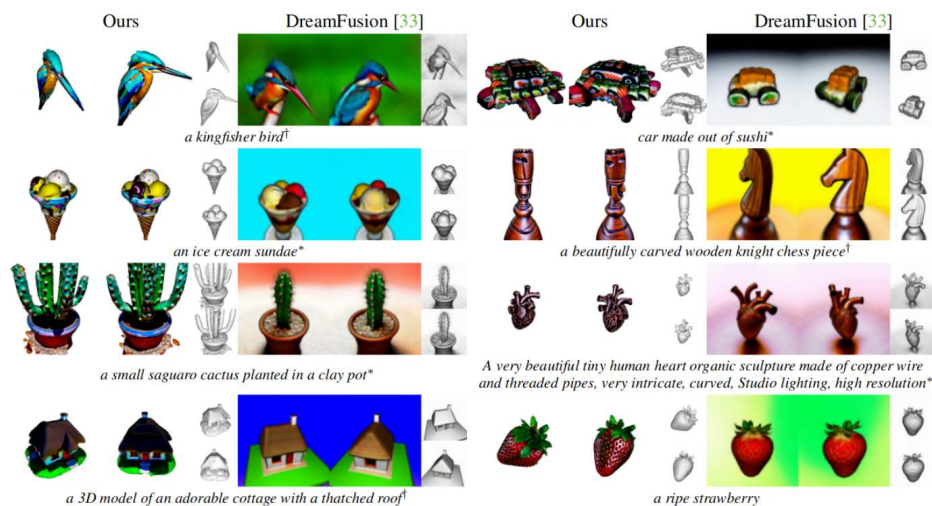 Ours
DreamFusion [33]
Ours
DreamFusion [33]
a kingfisher bird†
car made out of sushi*
an ice cream sundae*
a beautifully carved wooden knight chess piece†
a small saguaro cactus planted in a clay pot*
A very beautiful tiny human heart organic sculpture made of copper wire
and threaded pipes, very intricate, curved, Studio lighting, high resolution*
a 3D model of an adorable cottage with a thatched roof†
a ripe strawberry